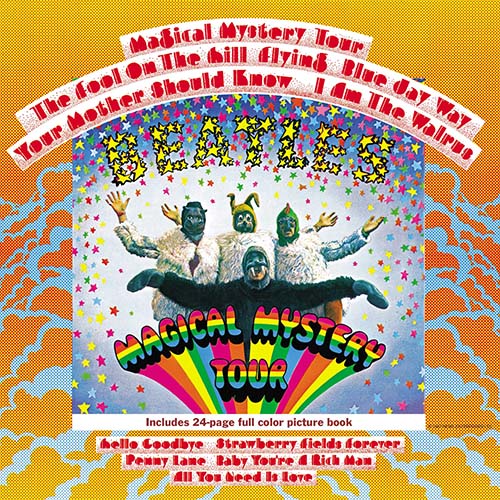 Magical Mystery Tour
The Fool On The Hill Flying Blue Jay Way
Your Mother Should Know I Am The Walrus
BEATLES
MAGICAL MYSTERY
TOUR
Includes 24-page full color picture book
Hello Goodbye Strawberry Fields Forever
Penny Lane Baby You're A Rich Man
All You Need Is Love